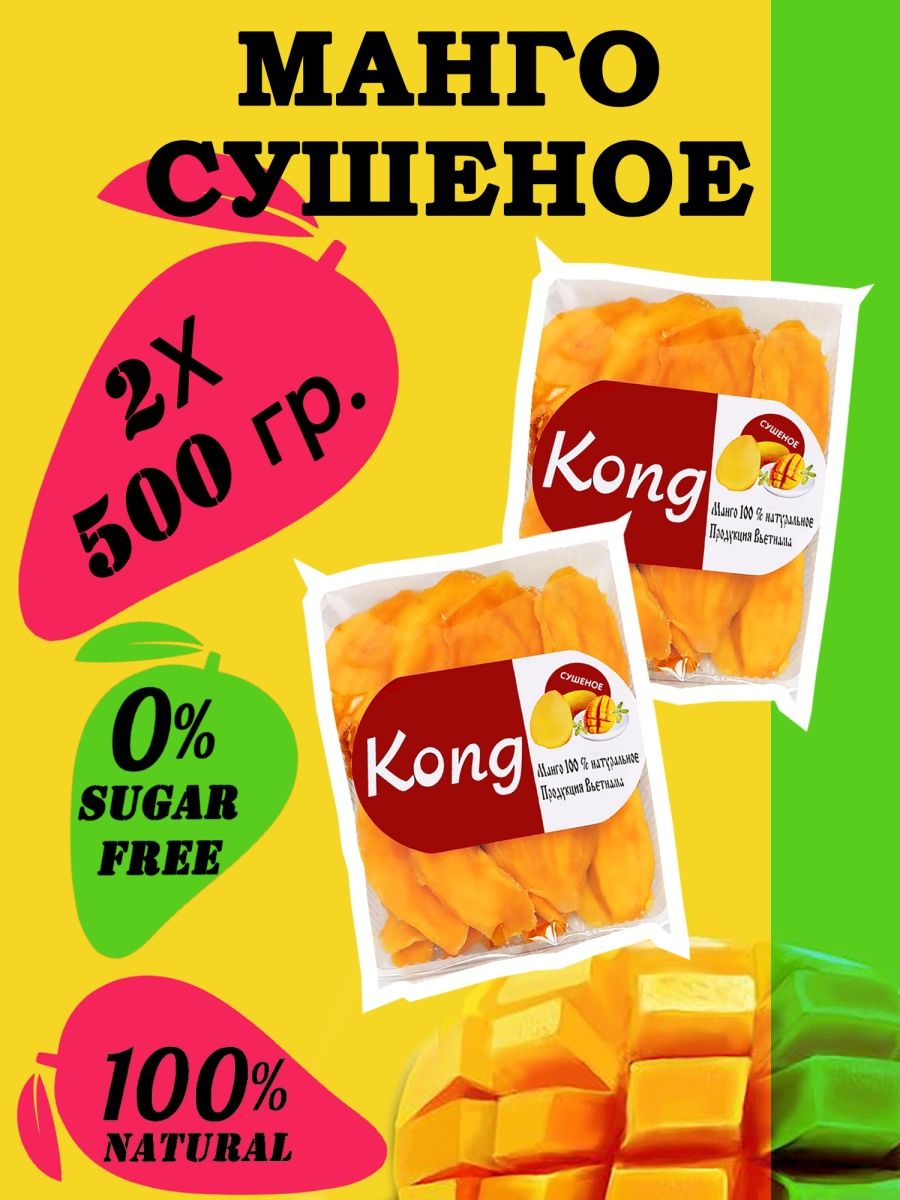 МАНГО
СУШЕНОЕ
2Х
500 гр.
СУШЕНОЕ
Kong
Манго 100 % натуральное
Продукция Вьетнама
СУШЕНОЕ
Kong
Манго 100 % натуральное
Продукция Вьетнама
0%
SUGAR
FREE
100%
NATURAL